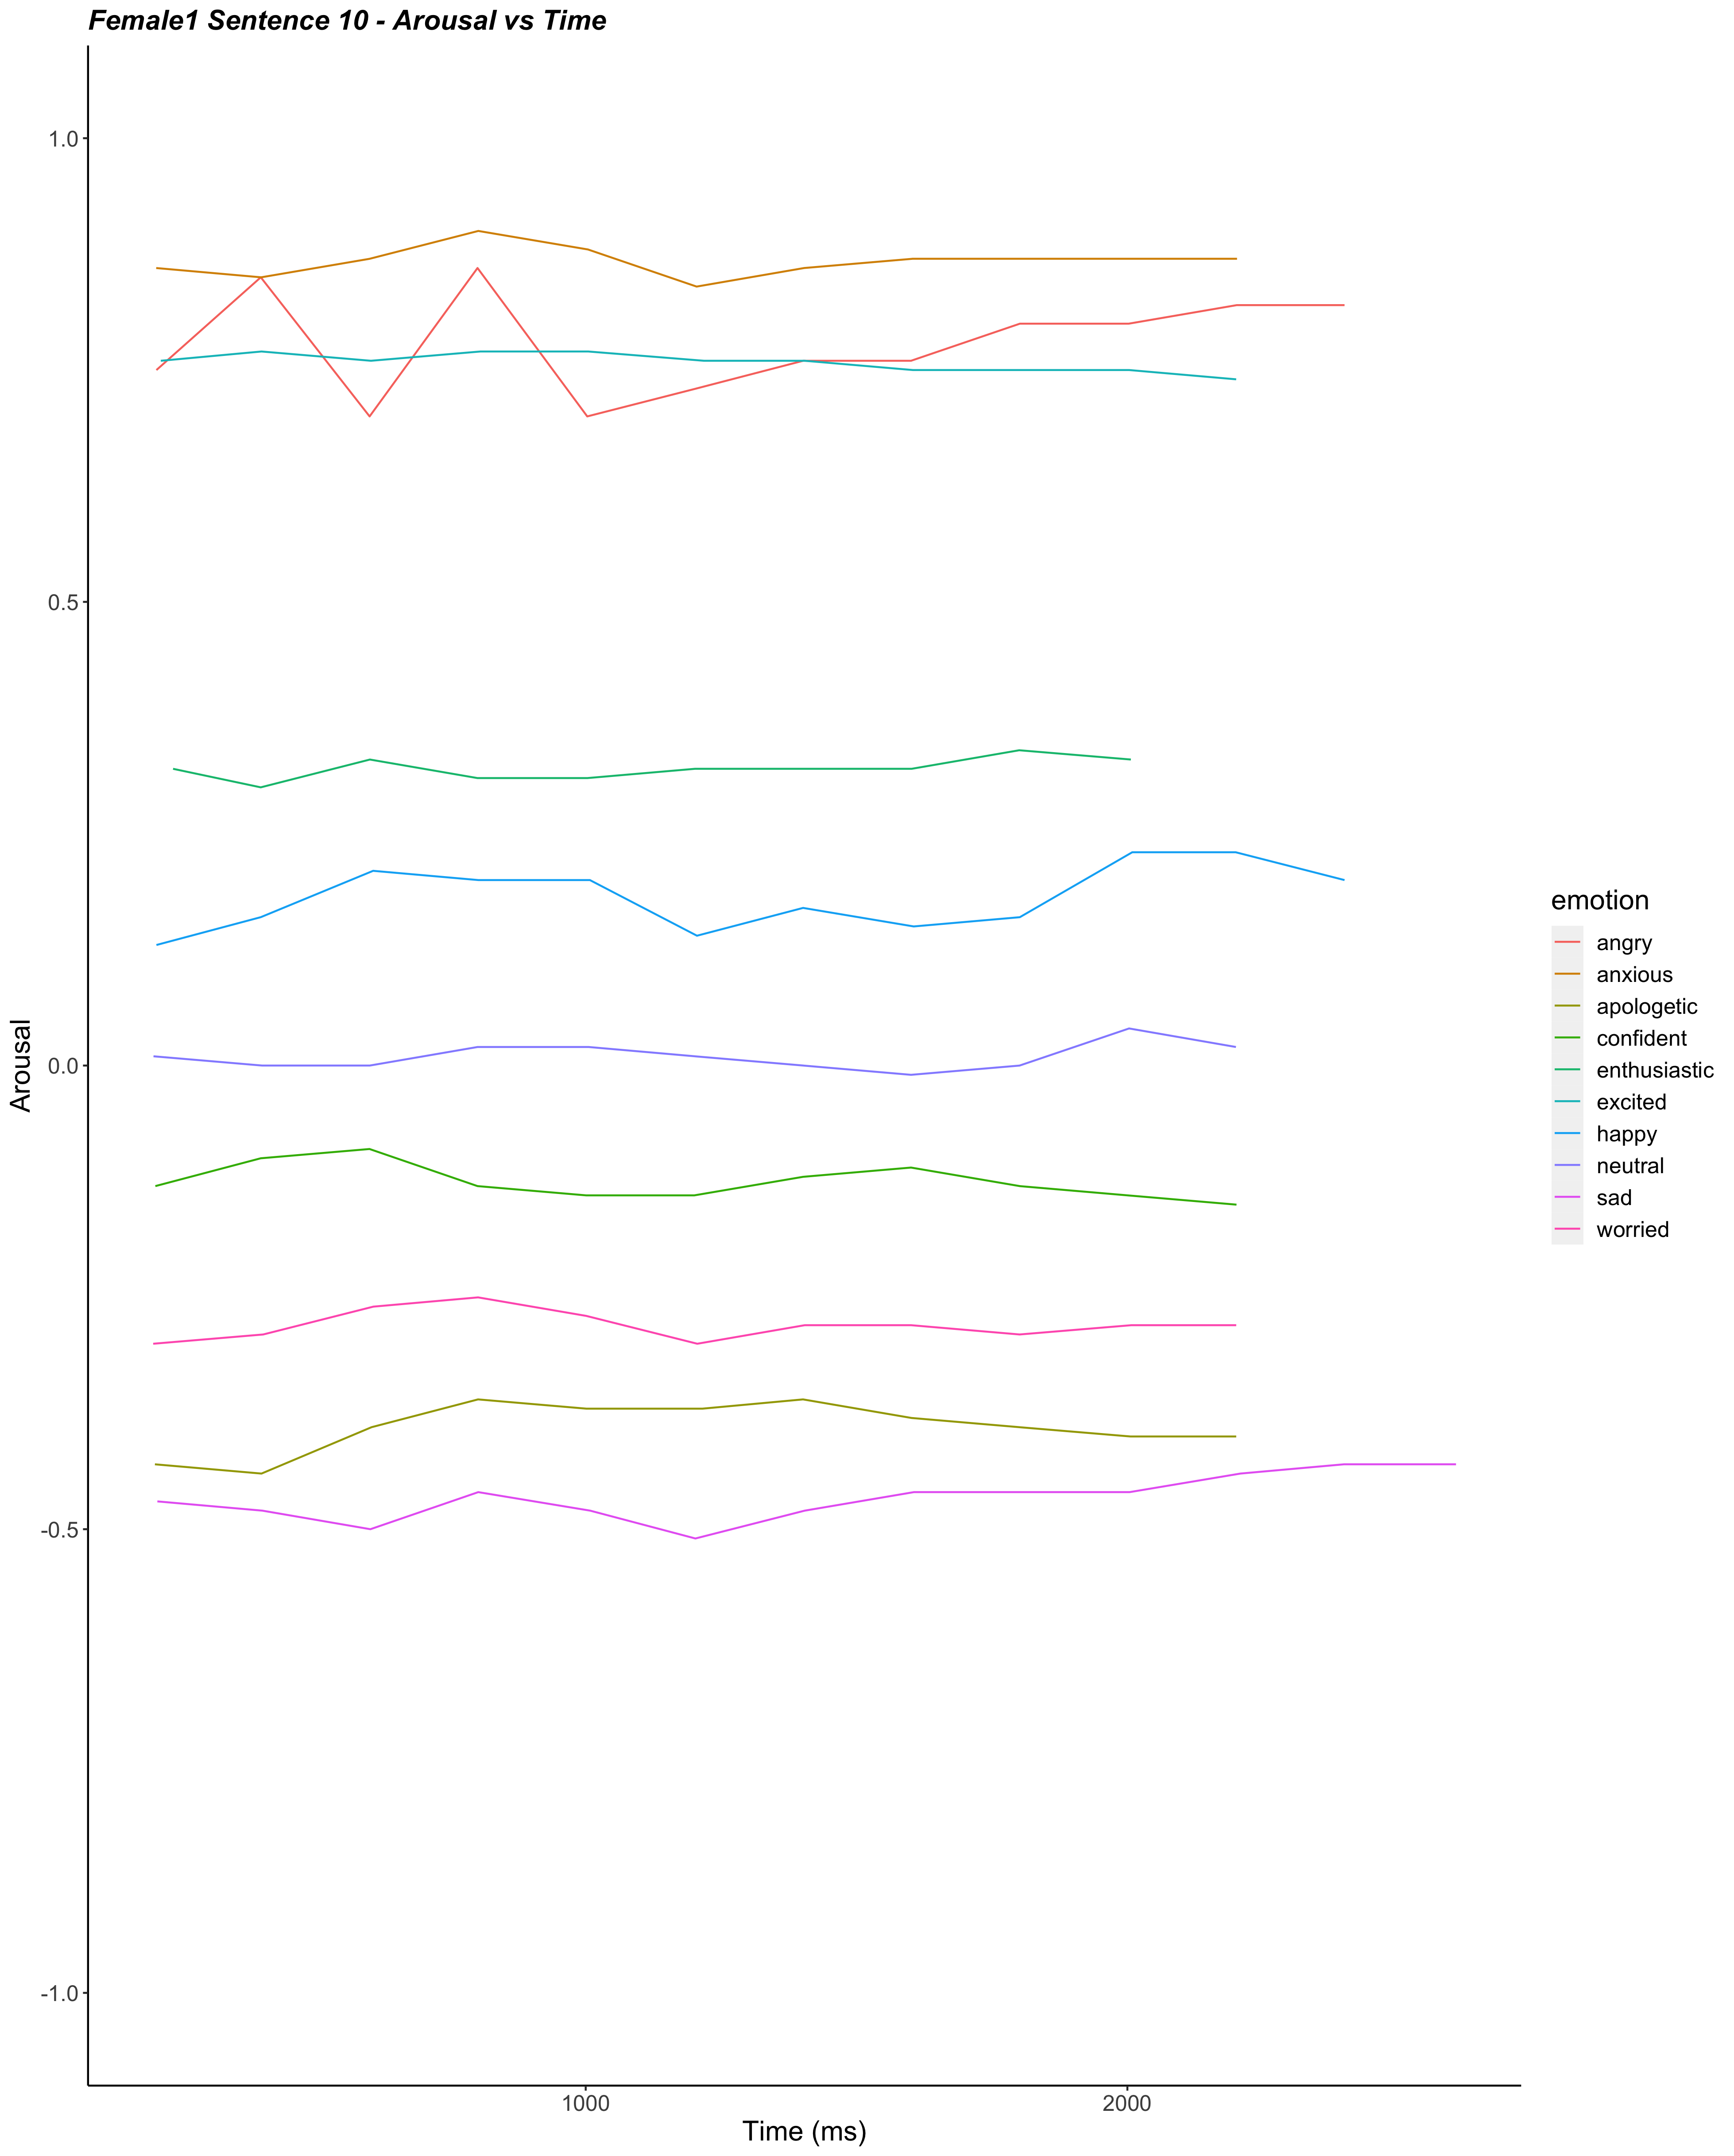 Female1 Sentence 10 - Arousal vs Time
1.0
0.5
0.0
-0.5
-1.0
Arousal
1000
2000
Time (ms)
emotion
angry
anxious
apologetic
confident
enthusiastic
excited
happy
neutral
sad
worried